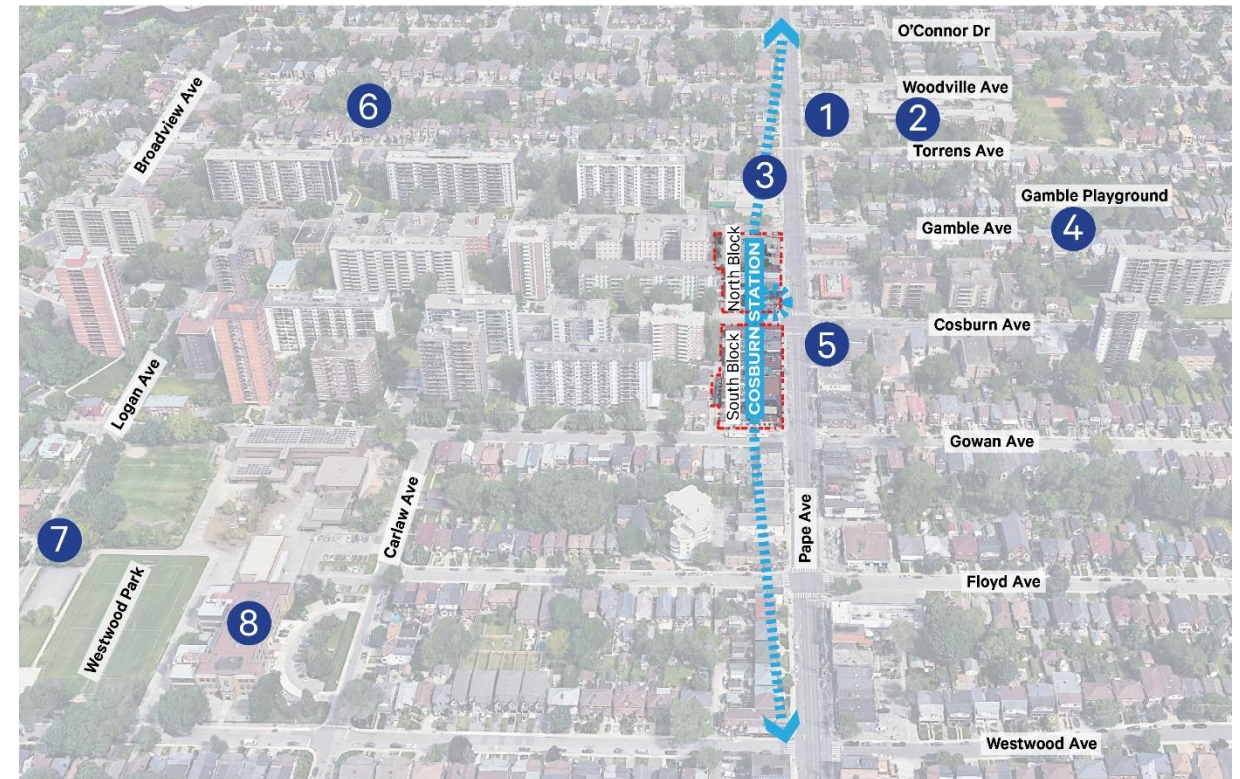 O'Connor Dr
Woodville Ave
Broadview Ave
6
1
2
Torrens Ave
3
Gamble Playground
4
Gamble Ave
North Block
COSBURN STATION
Cosburn Ave
5
South Block
Logan Ave
Gowan Ave
Carlaw Ave
Pape Ave
7
Westwood Park
Floyd Ave
8
Westwood Ave